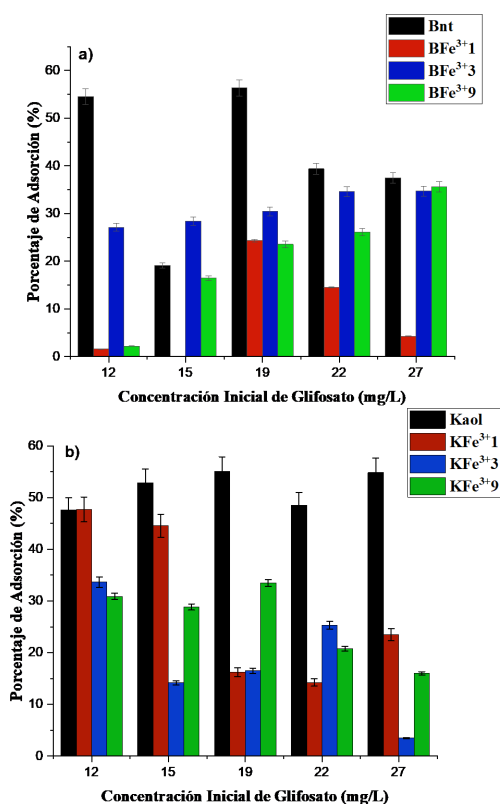 a)
Bnt
BFe³⁺1
BFe³⁺3
BFe³⁺9
Porcentaje de Adsorción (%)
60
50
40
30
20
10
0
12 15 19 22 27
Concentración Inicial de Glifosato (mg/L)
b)
Kaol
KFe³⁺1
KFe³⁺3
KFe³⁺9
Porcentaje de Adsorción (%)
60
50
40
30
20
10
0
12 15 19 22 27
Concentración Inicial de Glifosato (mg/L)